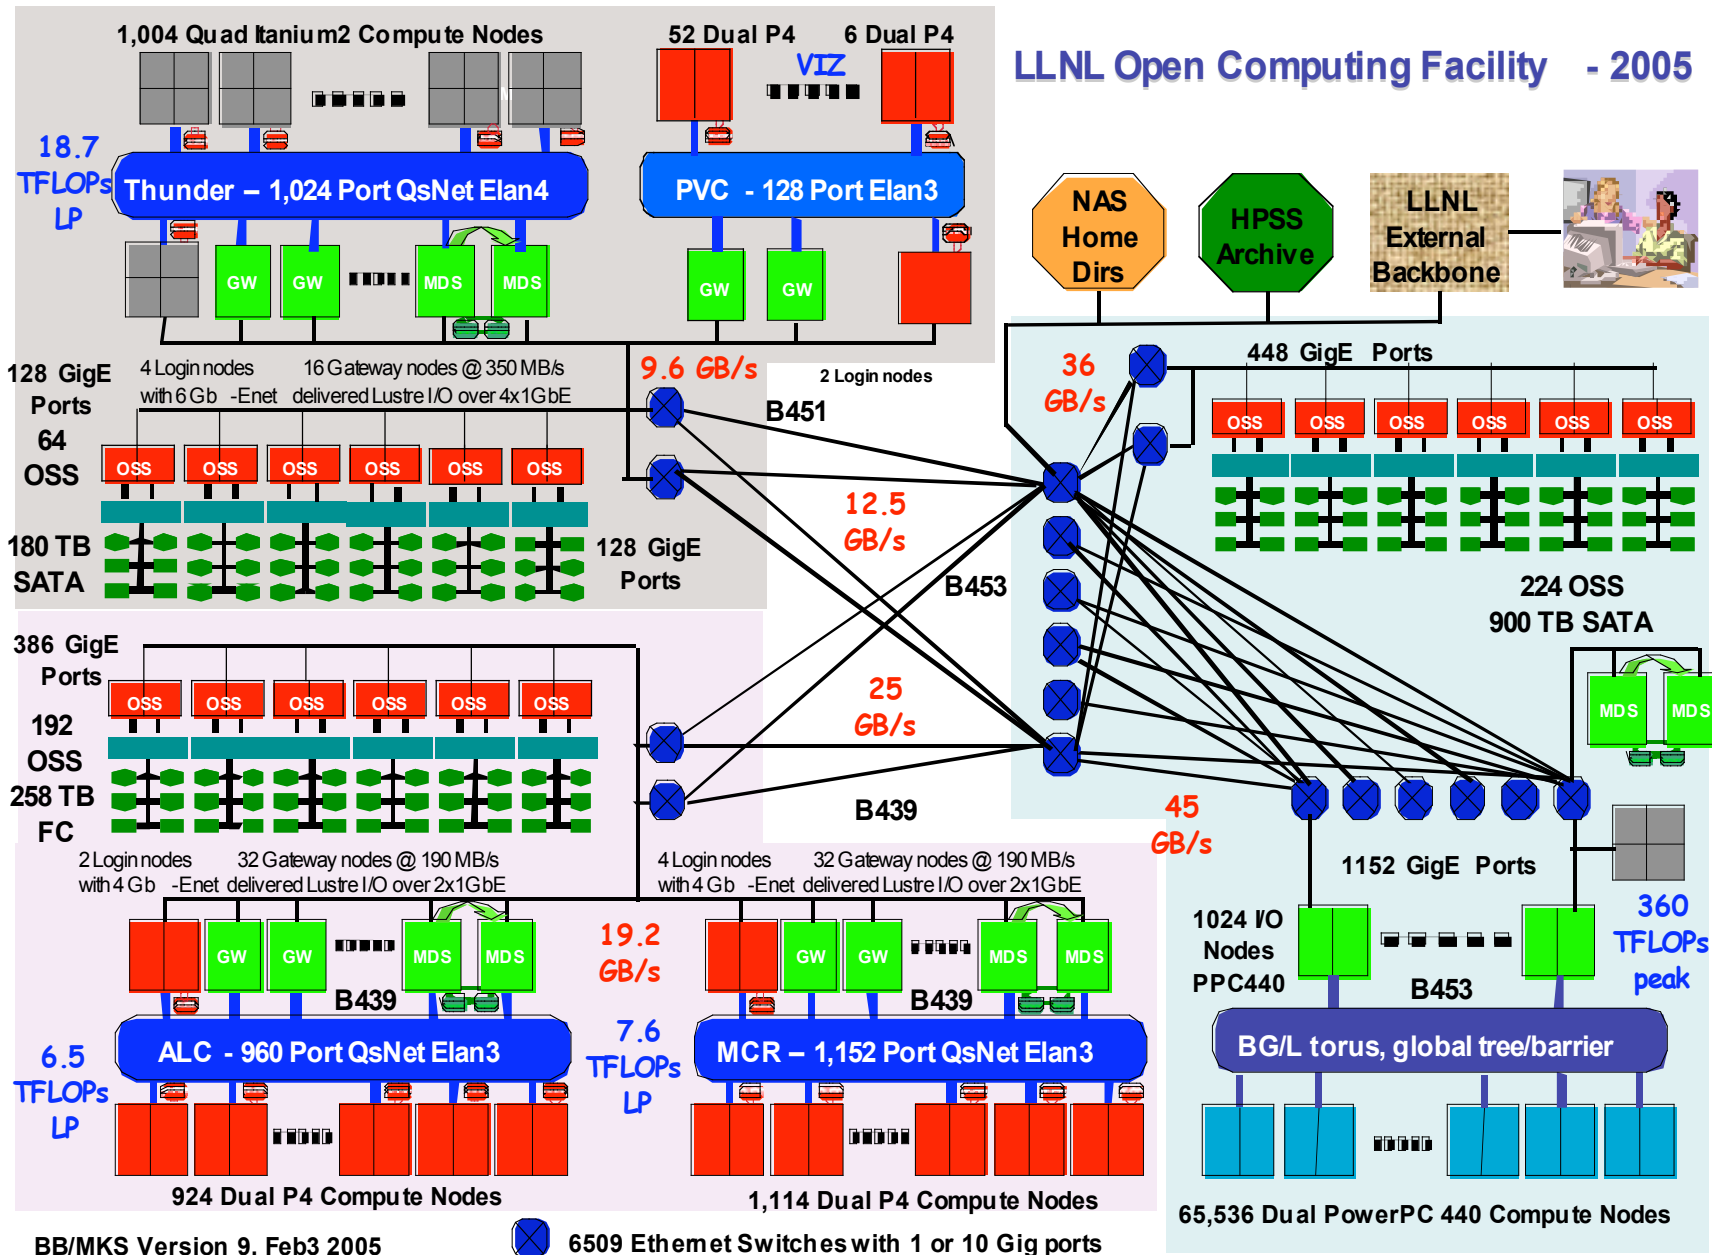 LLNL Open Computing Facility - 2005
1,004 Quad Itanium2 Compute Nodes
52 Dual P4 6 Dual P4
VIZ
18.7
TFLOPs
LP
Thunder – 1,024 Port QsNet Elan4
PVC - 128 Port Elan3
GW
GW
MDS
MDS
GW
GW
NAS
Home
Dirs
HPSS
Archive
LLNL
External
Backbone
128 GigE
Ports
4 Login nodes
with 6 Gb -Enet
16 Gateway nodes @ 350 MB/s
delivered Lustre I/O over 4x1GbE
9.6 GB/s
2 Login nodes
B451
64
OSS
OSS
OSS
OSS
OSS
OSS
OSS
180 TB
SATA
128 GigE
Ports
12.5
GB/s
B453
36
GB/s
448 GigE Ports
OSS
OSS
OSS
OSS
OSS
OSS
224 OSS
900 TB SATA
MDS
MDS
386 GigE
Ports
192
OSS
OSS
OSS
OSS
OSS
OSS
OSS
258 TB
FC
25
GB/s
B439
45
GB/s
1152 GigE Ports
2 Login nodes
with 4 Gb -Enet
32 Gateway nodes @ 190 MB/s
delivered Lustre I/O over 2x1GbE
4 Login nodes
with 4 Gb -Enet
32 Gateway nodes @ 190 MB/s
delivered Lustre I/O over 2x1GbE
GW
GW
MDS
MDS
19.2
GB/s
GW
GW
MDS
MDS
B439
B439
1024 I/O
Nodes
PPC440
B453
360
TFLOPs
peak
6.5
TFLOPs
LP
ALC - 960 Port QsNet Elan3
7.6
TFLOPs
LP
MCR – 1,152 Port QsNet Elan3
BG/L torus, global tree/barrier
924 Dual P4 Compute Nodes
1,114 Dual P4 Compute Nodes
65,536 Dual PowerPC 440 Compute Nodes
BB/MKS Version 9. Feb3 2005
6509 Ethernet Switches with 1 or 10 Gig ports